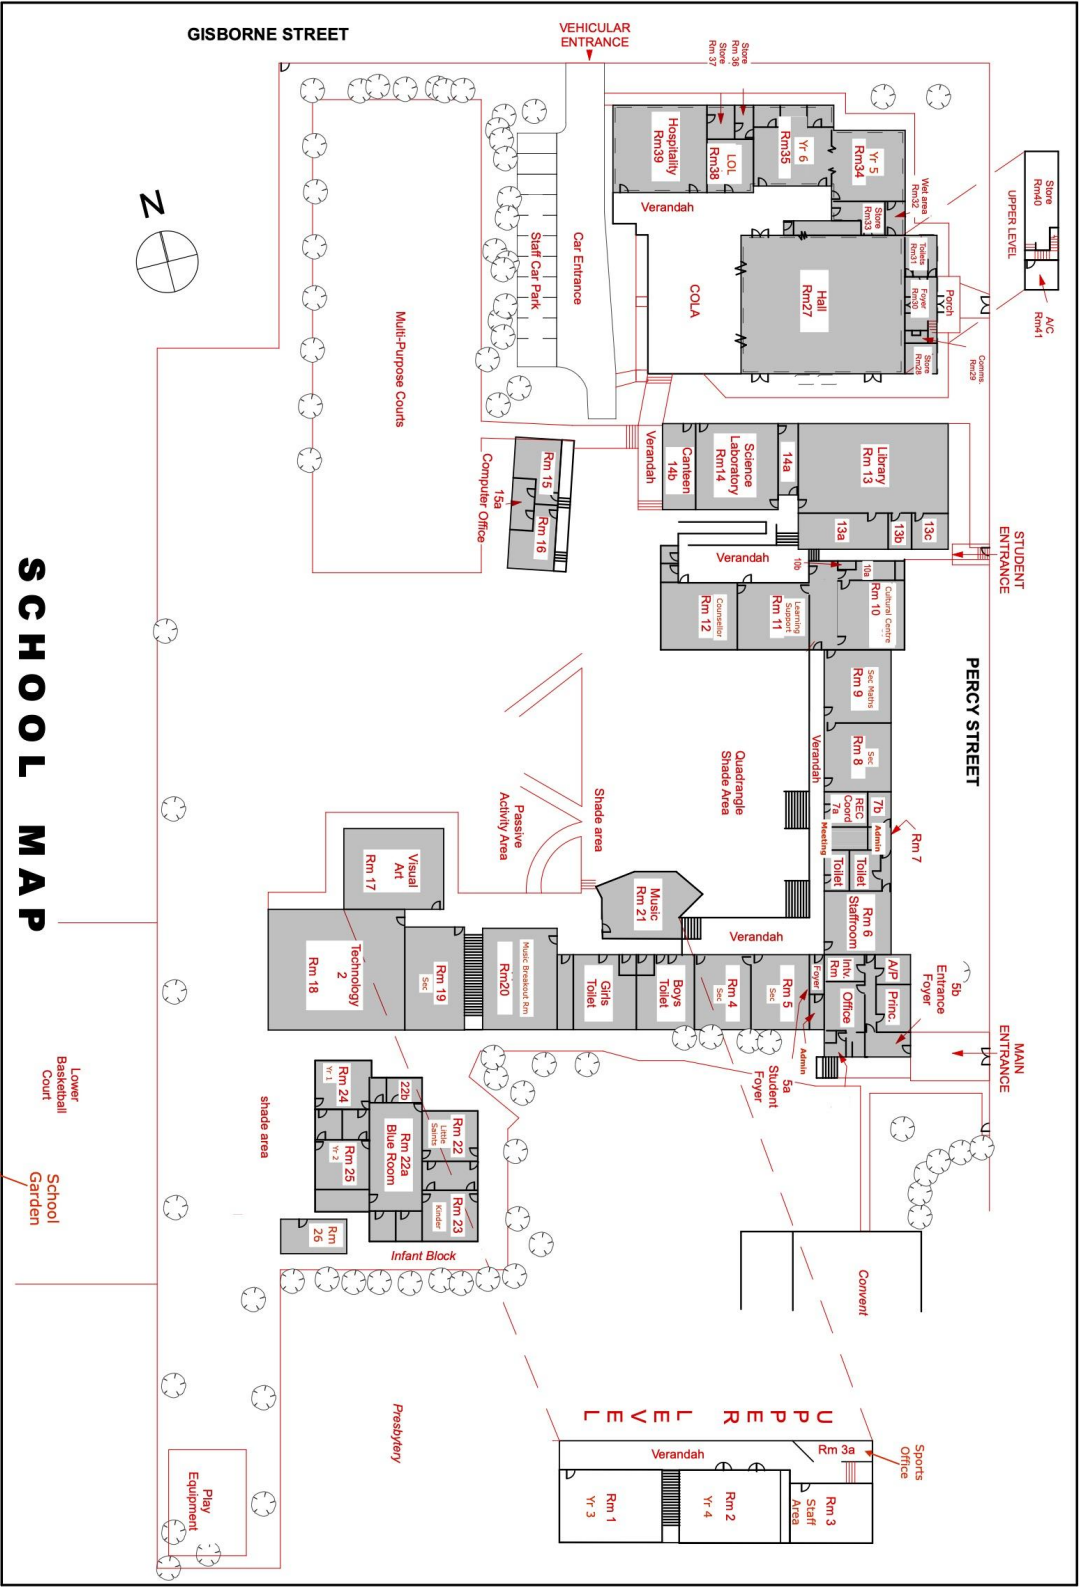 GISBORNE STREET
VEHICULAR
ENTRANCE
Store
Rm 36
Store
Rm 37
Hospitality
Rm39
LOL
Rm38
Yr 6
Rm35
Yr 5
Rm34
Wet area
Rm32
Store
Rm33
Store
Rm40
UPPER LEVEL
A/C
Rm41
Verandah
Toilets
Rm31
Foyer
Rm30
Porch
Comms.
Rm29
Store
Rm28
Hall
Rm27
COLA
Car Entrance
Staff Car Park
N
Multi-Purpose Courts
Verandah
Canteen
14b
Science
Laboratory
Rm14
14a
Library
Rm 13
13a
13b
13c
STUDENT
ENTRANCE
Rm 15
Rm 16
15a
Computer Office
Verandah
10b
10a
Cultural Centre
Rm 10
Learning
Support
Rm 11
Counsellor
Rm 12
PERCY STREET
Sec Maths
Rm 9
Sec
Rm 8
Verandah
Quadrangle
Shade Area
Shade area
Passive
Activity Area
REC
Coord
7a
7b
Admin
Meeting
Rm 7
Toilet
Toilet
Rm 6
Staffroom
Verandah
Music
Rm 21
Visual
Art
Rm 17
Technology
2
Rm 18
Rm 19
Sec
Music Breakout Rm
Rm20
Girls
Toilet
Boys
Toilet
Rm 4
Sec
Rm 5
Sec
Foyer
Intv.
Rm
A/P
Office
Princ.
5b
Entrance
Foyer
MAIN
ENTRANCE
Admin
5a
Student
Foyer
SCHOOL MAP
Lower
Basketball
Court
School
Garden
shade area
Rm 24
Yr 1
22b
Rm 22
Little
Saints
Rm 22a
Blue Room
Rm 25
Yr 2
Rm 23
Kinder
Rm
26
Infant Block
Convent
Presbytery
Play
Equipment
UPPER
LEVEL
Verandah
Rm 3a
Sports
Office
Rm 1
Yr 3
Rm 2
Yr 4
Rm 3
Staff
Area